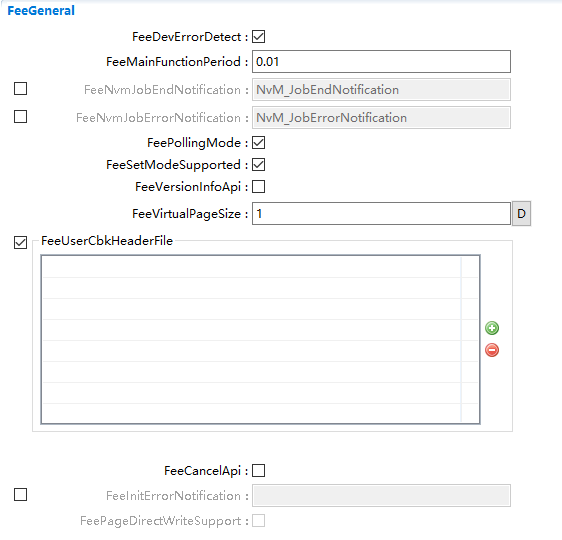 FeeGeneral
FeeDevErrorDetect :
FeeMainFunctionPeriod : 0.01
FeeNvmJobEndNotification : NvM_JobEndNotification
FeeNvmJobErrorNotification : NvM_JobErrorNotification
FeePollingMode :
FeeSetModeSupported :
FeeVersionInfoApi :
FeeVirtualPageSize : 1 D
FeeUserCbkHeaderFile
FeeCancelApi :
FeeInitErrorNotification :
FeePageDirectWriteSupport :